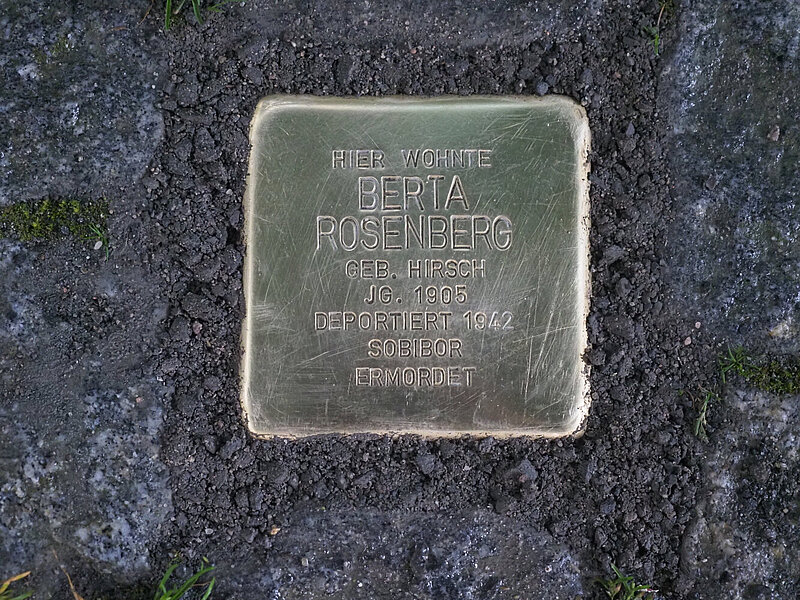 HIER WOHNTE
BERTA
ROSENBERG
GEB. HIRSCH
JG. 1905
DEPORTIERT 1942
SOBIBOR
ERMORDET